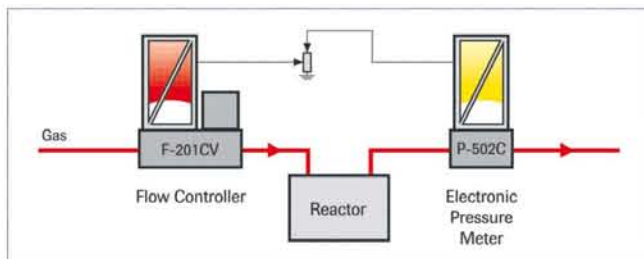 Gas
F-201CV
P-502C
Flow Controller
Reactor
Electronic
Pressure
Meter